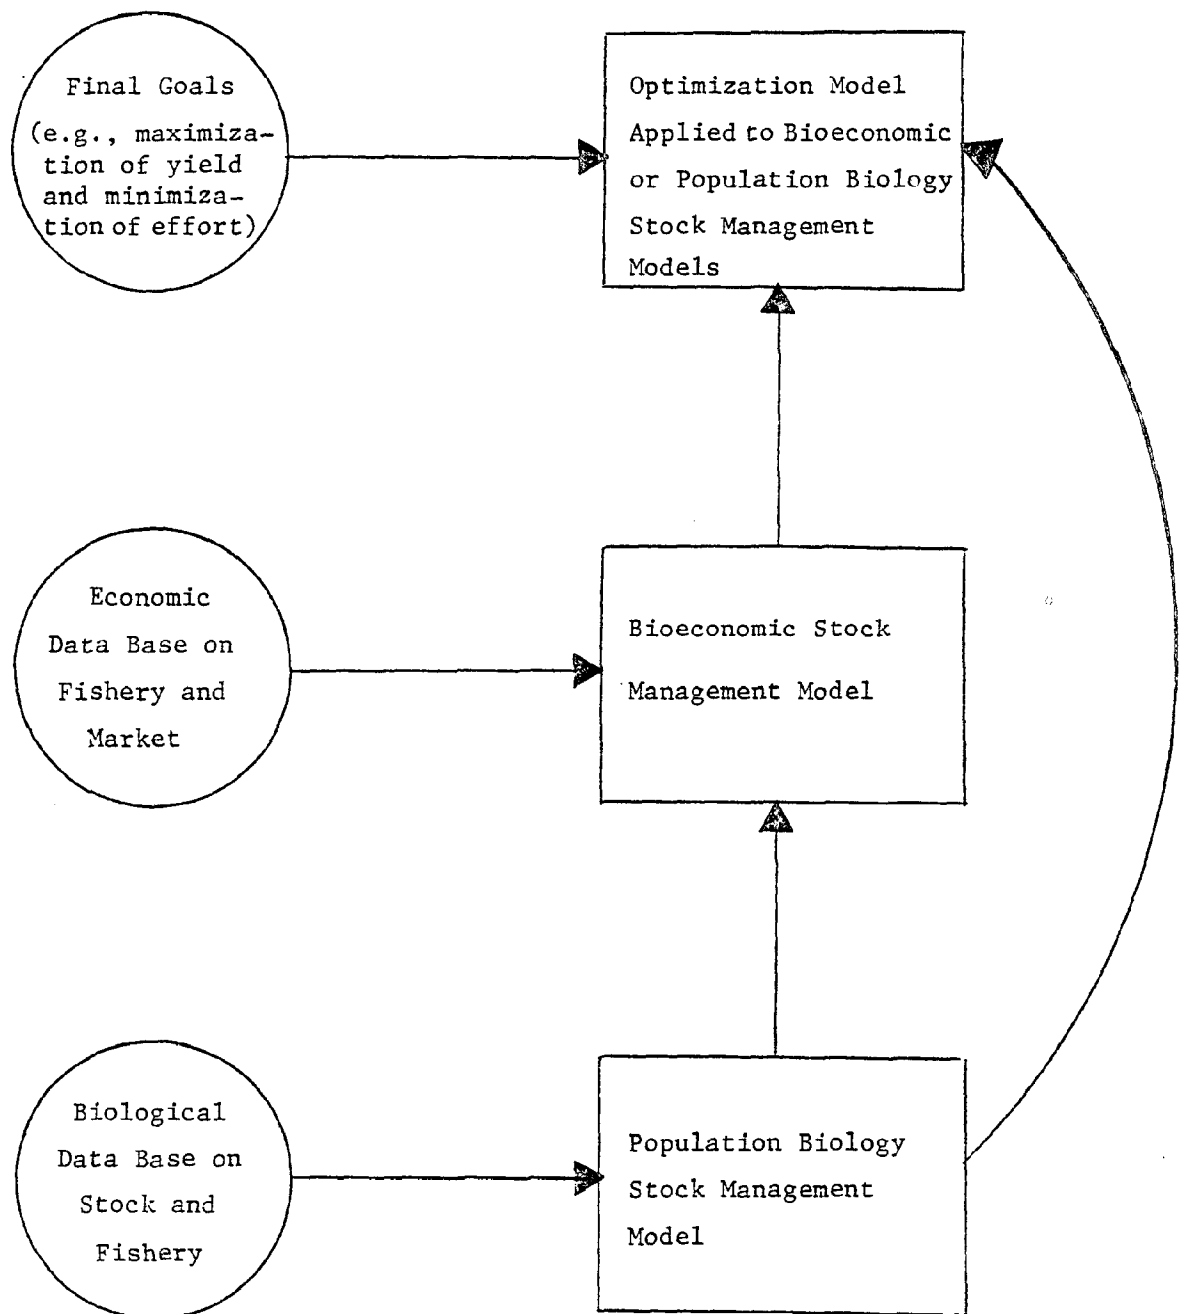 Final Goals
(e.g., maximiza-
tion of yield
and minimiza-
tion of effort)
Optimization Model
Applied to Bioeconomic
or Population Biology
Stock Management
Models
Economic
Data Base on
Fishery and
Market
Bioeconomic Stock
Management Model
Biological
Data Base on
Stock and
Fishery
Population Biology
Stock Management
Model